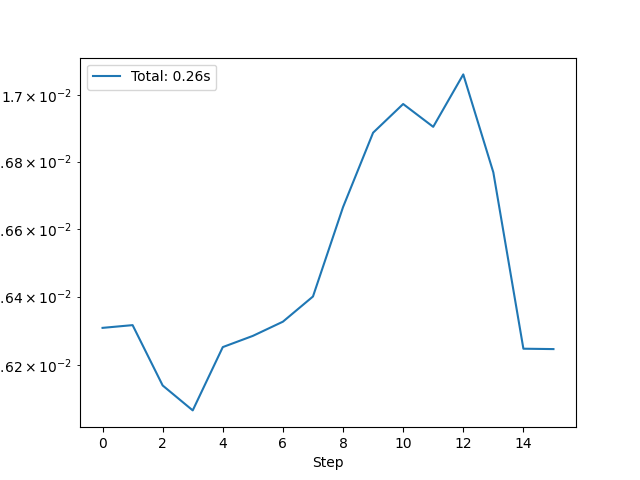 Total: 0.26s
1.7 × 10⁻²
.68 × 10⁻²
.66 × 10⁻²
.64 × 10⁻²
.62 × 10⁻²
0 2 4 6 8 10 12 14
Step